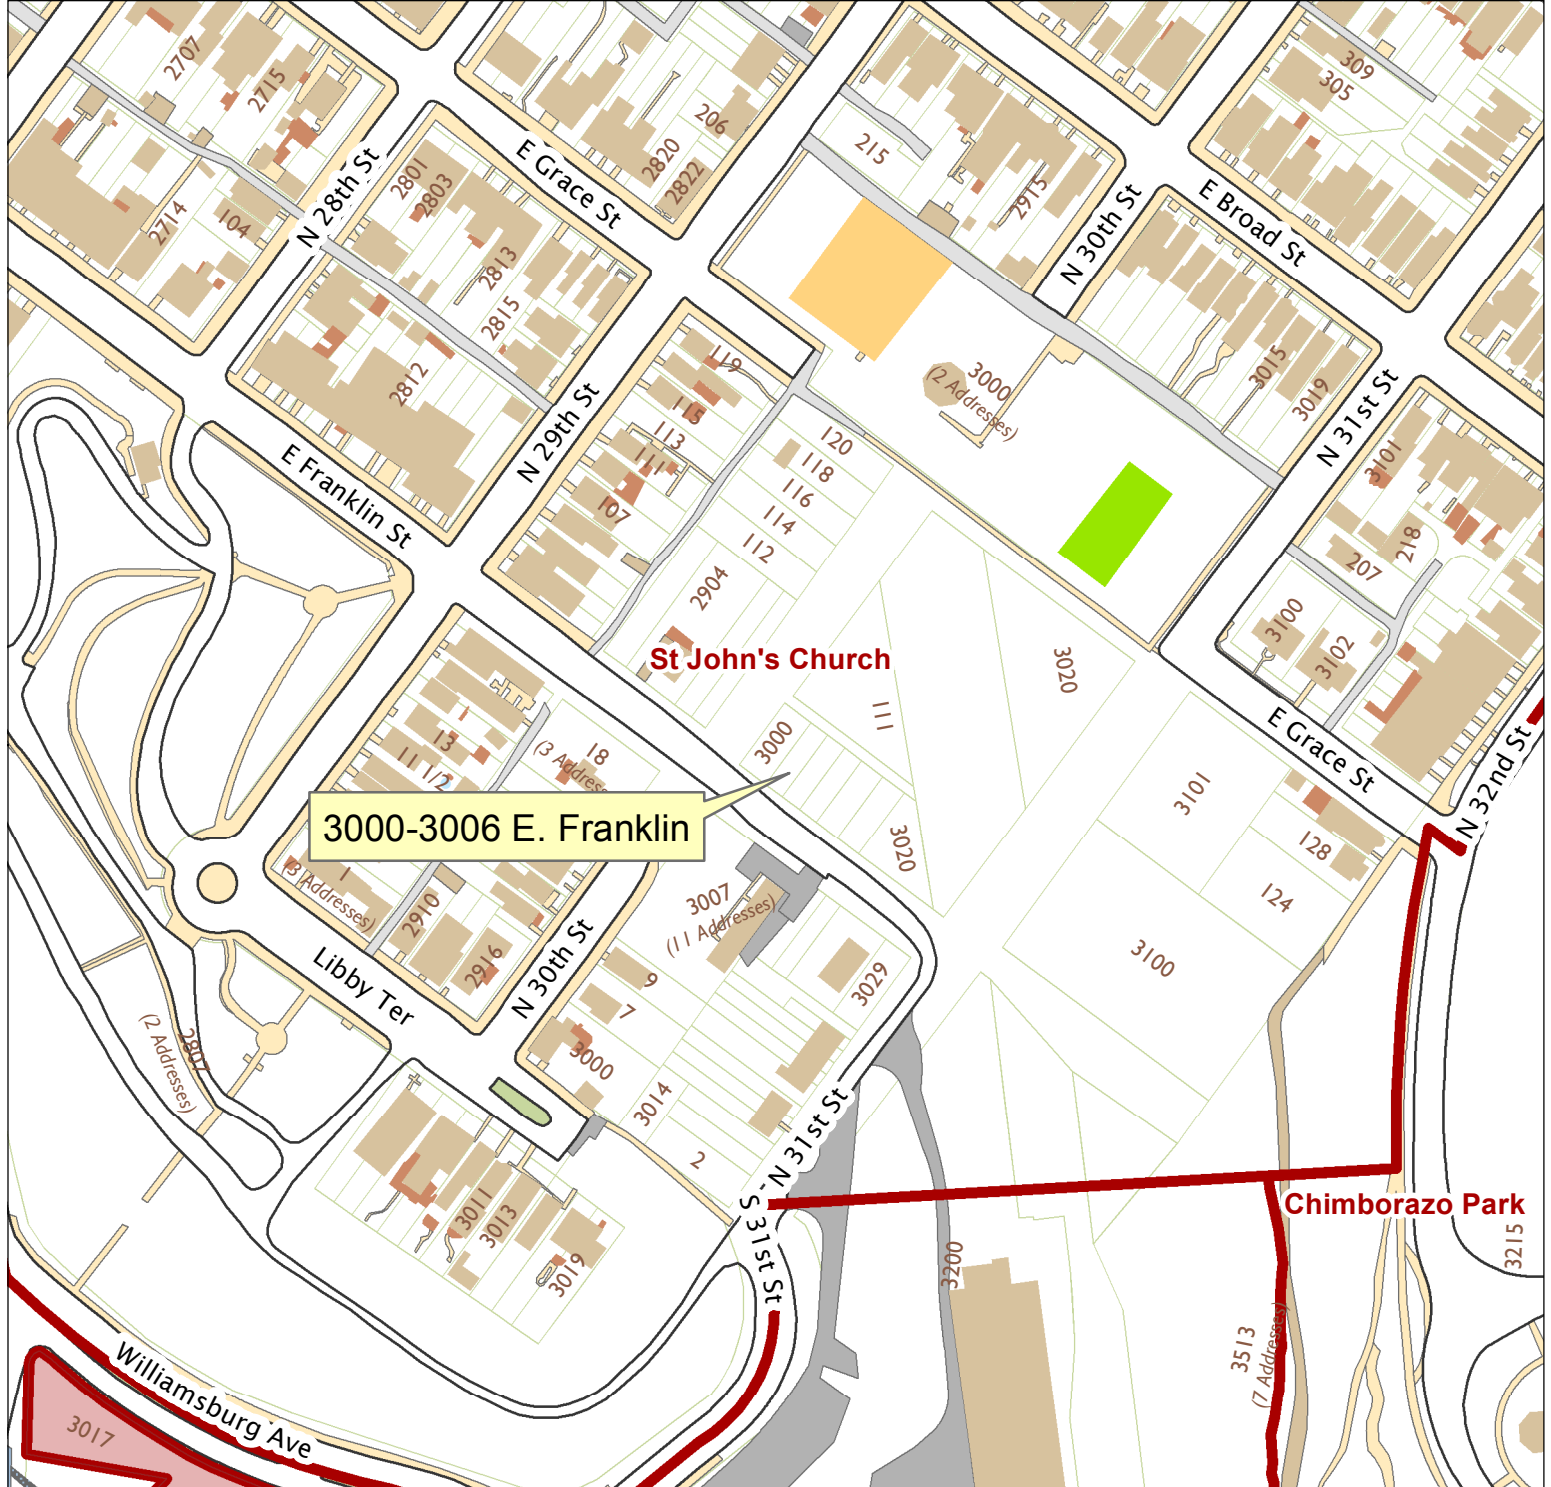 2707
2715
2714
104
N 28th St
2801
2803
2813
2815
2812
E Grace St
206
2820
2822
215
2915
N 30th St
E Broad St
309
305
3015
3019
N 31st St
3101
218
207
3100
3102
3000
(2 Addresses)
119
115
113
111
107
N 29th St
E Franklin St
120
118
116
114
112
2904
St John's Church
3020
111
3000
3020
E Grace St
N 32nd St
3101
128
124
3100
13
11 1/2
18
(3 Addresses)
3000-3006 E. Franklin
1
(3 Addresses)
2910
2916
Libby Ter
N 30th St
3007
(11 Addresses)
9
7
3000
3014
2
3029
N 31st St
S 31st St
2807
(2 Addresses)
3011
3013
3019
Chimborazo Park
3215
3200
3513
(7 Addresses)
Williamsburg Ave
3017